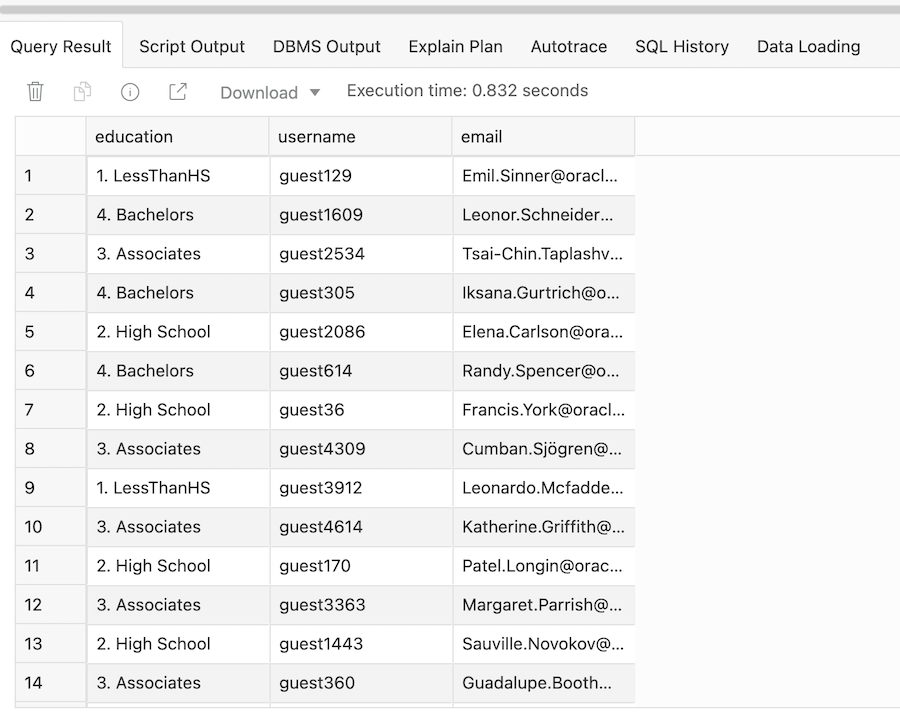 Query Result Script Output DBMS Output Explain Plan Autotrace SQL History Data Loading
Download Execution time: 0.832 seconds
education username email
1 1. LessThanHS guest129 Emil.Sinner@oracl...
2 4. Bachelors guest1609 Leonor.Schneider...
3 3. Associates guest2534 Tsai-Chin.Taplashv...
4 4. Bachelors guest305 Iksana.Gurtrich@o...
5 2. High School guest2086 Elena.Carlson@ora...
6 4. Bachelors guest614 Randy.Spencer@o...
7 2. High School guest36 Francis.York@oracl...
8 3. Associates guest4309 Cumban.Sjögren@...
9 1. LessThanHS guest3912 Leonardo.Mcfadde...
10 3. Associates guest4614 Katherine.Griffith@...
11 2. High School guest170 Patel.Longin@orac...
12 3. Associates guest3363 Margaret.Parrish@...
13 2. High School guest1443 Sauville.Novokov@...
14 3. Associates guest360 Guadalupe.Booth...